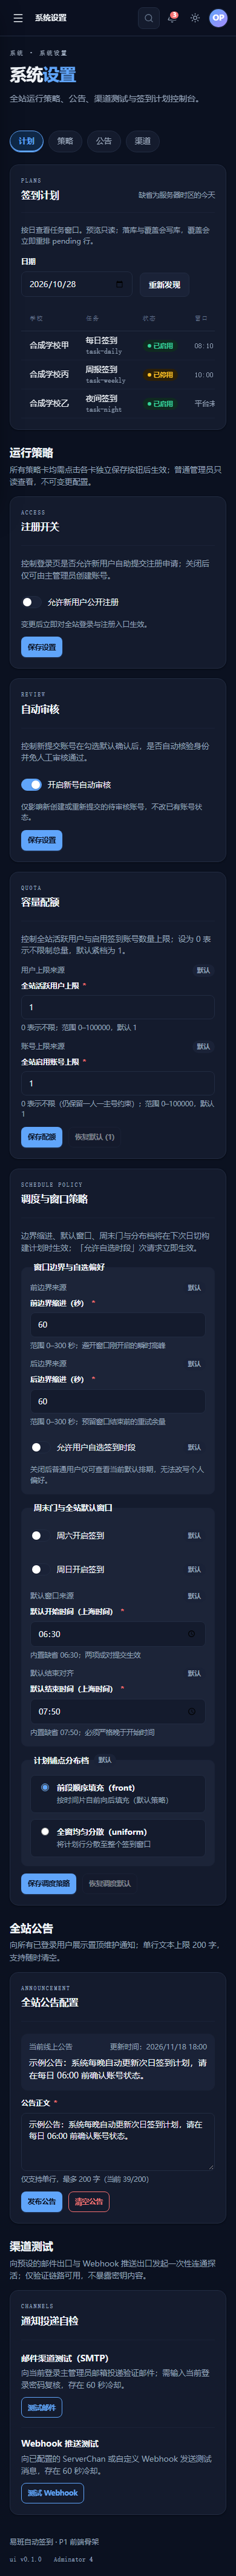 系统设置
3
OP
系统 · 系统设置
系统设置
全站运行策略、公告、渠道测试与签到计划控制台。
计划
策略
公告
渠道
PLANS
签到计划
缺省为服务器时区的今天
按日查看任务窗口。预览只读；落库与覆盖会写库，覆盖会
立即重排 pending 行。
日期
2026/10/28
重新发现
学校 任务 状态 窗口
合成学校甲 每日签到 已启用 08:10
task-daily
合成学校丙 周报签到 已停用 10:00
task-weekly
合成学校乙 夜间签到 已启用
task-night
运行策略
所有策略卡均需点击各卡独立保存按钮后生效；普通管理员只
读查看，不可变更配置。
ACCESS
注册开关
控制登录页是否允许新用户自助提交注册申请；关闭后
仅可由主管理员创建账号。
允许新用户公开注册
变更后立即对全站登录与注册入口生效。
保存设置
REVIEW
自动审核
控制新提交账号在勾选默认确认后，是否自动核验身份
并免人工审核通过。
开启新号自动审核
仅影响新创建或重新提交的待审核账号，不改已有账号状
态。
保存设置
QUOTA
容量配额
控制全站活跃用户与启用签到账号数量上限；设为 0 表
示不限制总量，默认紧档为 1。
用户上限来源 默认
全站活跃用户上限 *
1
0 表示不限；范围 0–100000，默认 1
账号上限来源 默认
全站启用账号上限 *
1
0 表示不限（仍保留一人一主号约束）；范围 0–100000，默认
1
保存配额
恢复默认 (1)
SCHEDULE POLICY
调度与窗口策略
边界缩进、默认窗口、周末门与分布档将在下次日切构
建计划时生效；「允许自选时段」次请求立即生效。
窗口边界与自选偏好
前边界来源 默认
前边界缩进（秒） *
60
范围 0–300 秒；避开窗口刚开启的瞬时高峰
后边界来源 默认
后边界缩进（秒） *
60
范围 0–300 秒；预留窗口结束前的重试余量
允许用户自选签到时段 默认
关闭后普通用户仅可查看当前默认排期，无法改写个人
偏好。
周末门与全站默认窗口
周六开启签到 默认
周日开启签到 默认
默认窗口来源 默认
默认开始时间（上海时间） *
06:30
内置缺省 06:30；两项成对提交生效
默认结束对齐 默认
默认结束时间（上海时间） *
07:50
内置缺省 07:50；必须严格晚于开始时间
计划铺点分布档 默认
前段顺序填充（front）
按时间片自前向后填充（默认策略）
全窗均匀分散（uniform）
将计划行分散至整个签到窗口
保存调度策略
恢复调度默认
全站公告
向所有已登录用户展示置顶维护通知；单行文本上限 200 字，
支持随时清空。
ANNOUNCEMENT
全站公告配置
当前线上公告 更新时间：2026/11/18 18:00
示例公告：系统每晚自动更新次日签到计划，请
在每日 06:00 前确认账号状态。
公告正文 *
示例公告：系统每晚自动更新次日签到计划，请在
每日 06:00 前确认账号状态。
仅支持单行，最多 200 字（当前 39/200）
发布公告
清空公告
渠道测试
向预设的邮件出口与 Webhook 推送出口发起一次性连通探
活；仅验证链路可用，不暴露密钥内容。
CHANNELS
通知投递自检
邮件渠道测试（SMTP）
向当前登录主管理员邮箱投递验证邮件；需输入当前登
录密码复核，存在 60 秒冷却。
测试邮件
Webhook 推送测试
向已配置的 ServerChan 或自定义 Webhook 发送测试
消息，存在 60 秒冷却。
测试 Webhook
易班自动签到 · P1 前端骨架
ui v0.1.0 Adminator 4